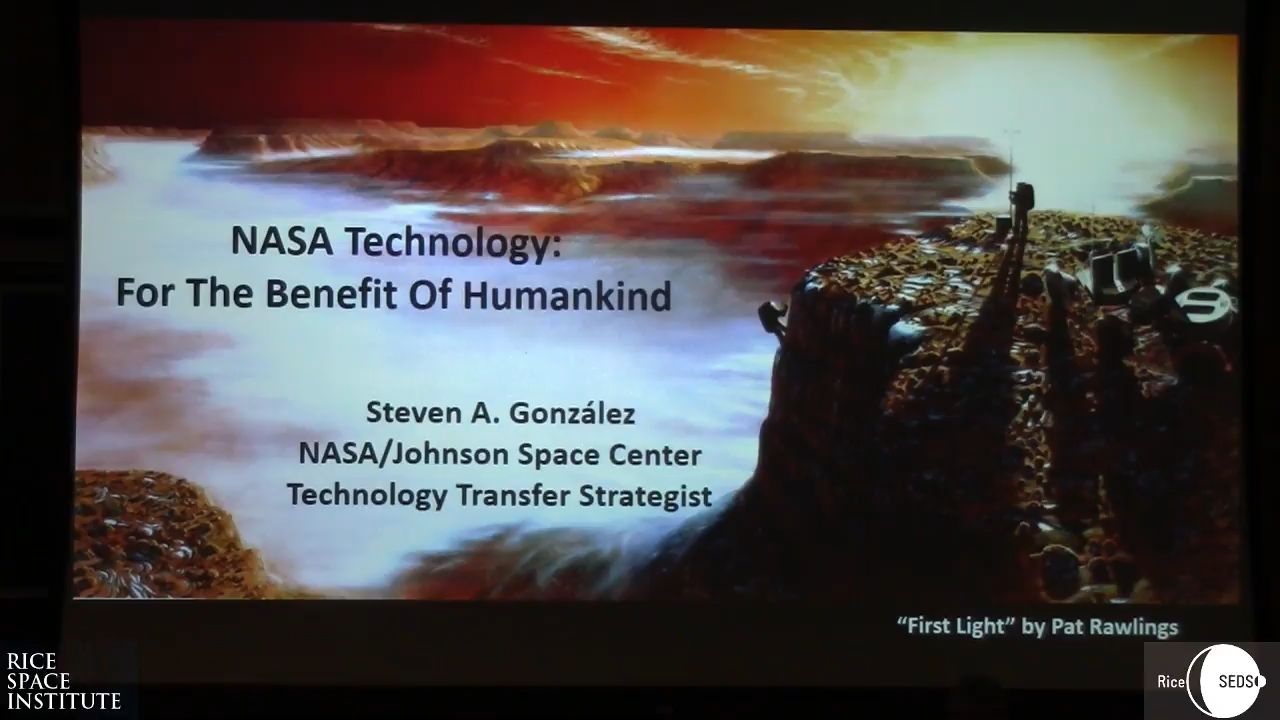 NASA Technology:
For The Benefit Of Humankind
Steven A. González
NASA/Johnson Space Center
Technology Transfer Strategist
“First Light” by Pat Rawlings
RICE
SPACE
INSTITUTE
Rice SEDS